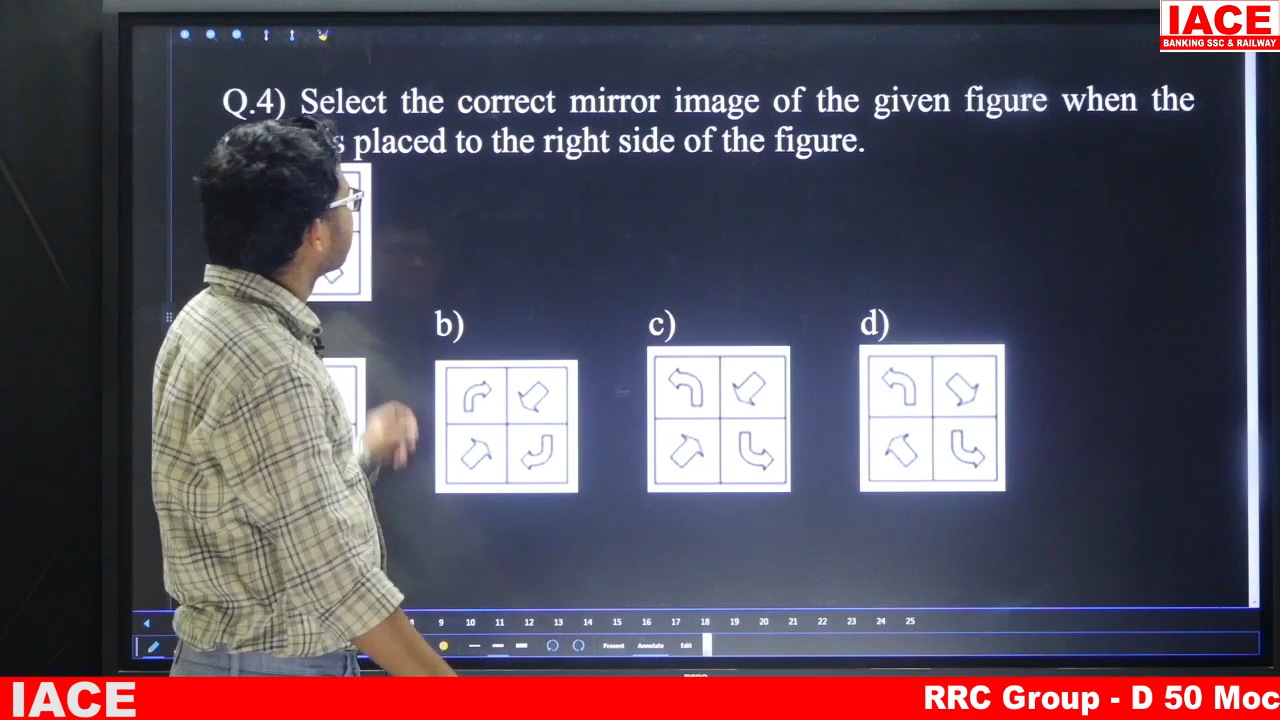 IACE
BANKING SSC & RAILWAY
Q.4) Select the correct mirror image of the given figure when the
placed to the right side of the figure.
b)
c)
d)
9 10 11 12 13 14 15 16 17 18 19 20 21 22 23 24 25
Present Annotate Edit
IACE
RRC Group - D 50 Moc